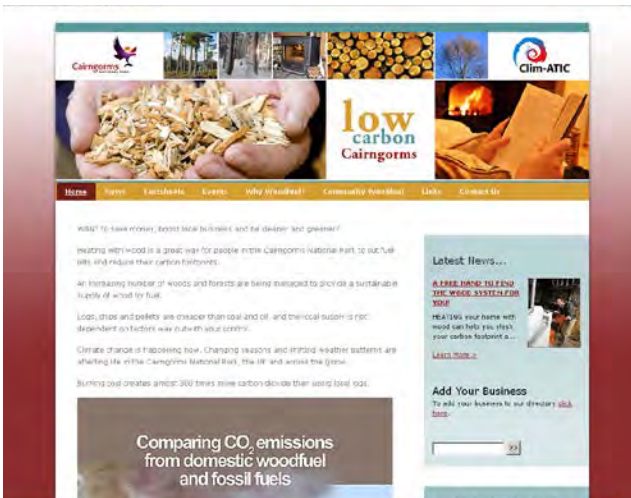 Cairngorms
Clim-ATIC
low
carbon
Cairngorms
Home News Factsheets Events Why Woodfuel? Community Woodfuel Links Contact Us
WANT to save money, boost local business and be cleaner and greener?
Heating with wood is a great way for people in the Cairngorms National Park to cut fuel
bills and reduce their carbon footprints.
An increasing number of woods and forests are being managed to provide a sustainable
supply of wood for fuel.
Logs, chips and pellets are cheaper than coal and oil, and the local supply is not
dependent on factors way outwith your control.
Climate change is happening now. Changing seasons and shifting weather patterns are
affecting life in the Cairngorms National Park, the UK and across the globe.
Burning coal creates almost 300 times more carbon dioxide than using local logs.
Comparing CO₂ emissions
from domestic woodfuel
and fossil fuels
Latest News...
A FREE HAND TO FIND
THE WOOD SYSTEM FOR
YOU!
HEATING your home with
wood can help you slash
your carbon footprint a...
Learn More >
Add Your Business
To add your business to our directory click
here.
>>